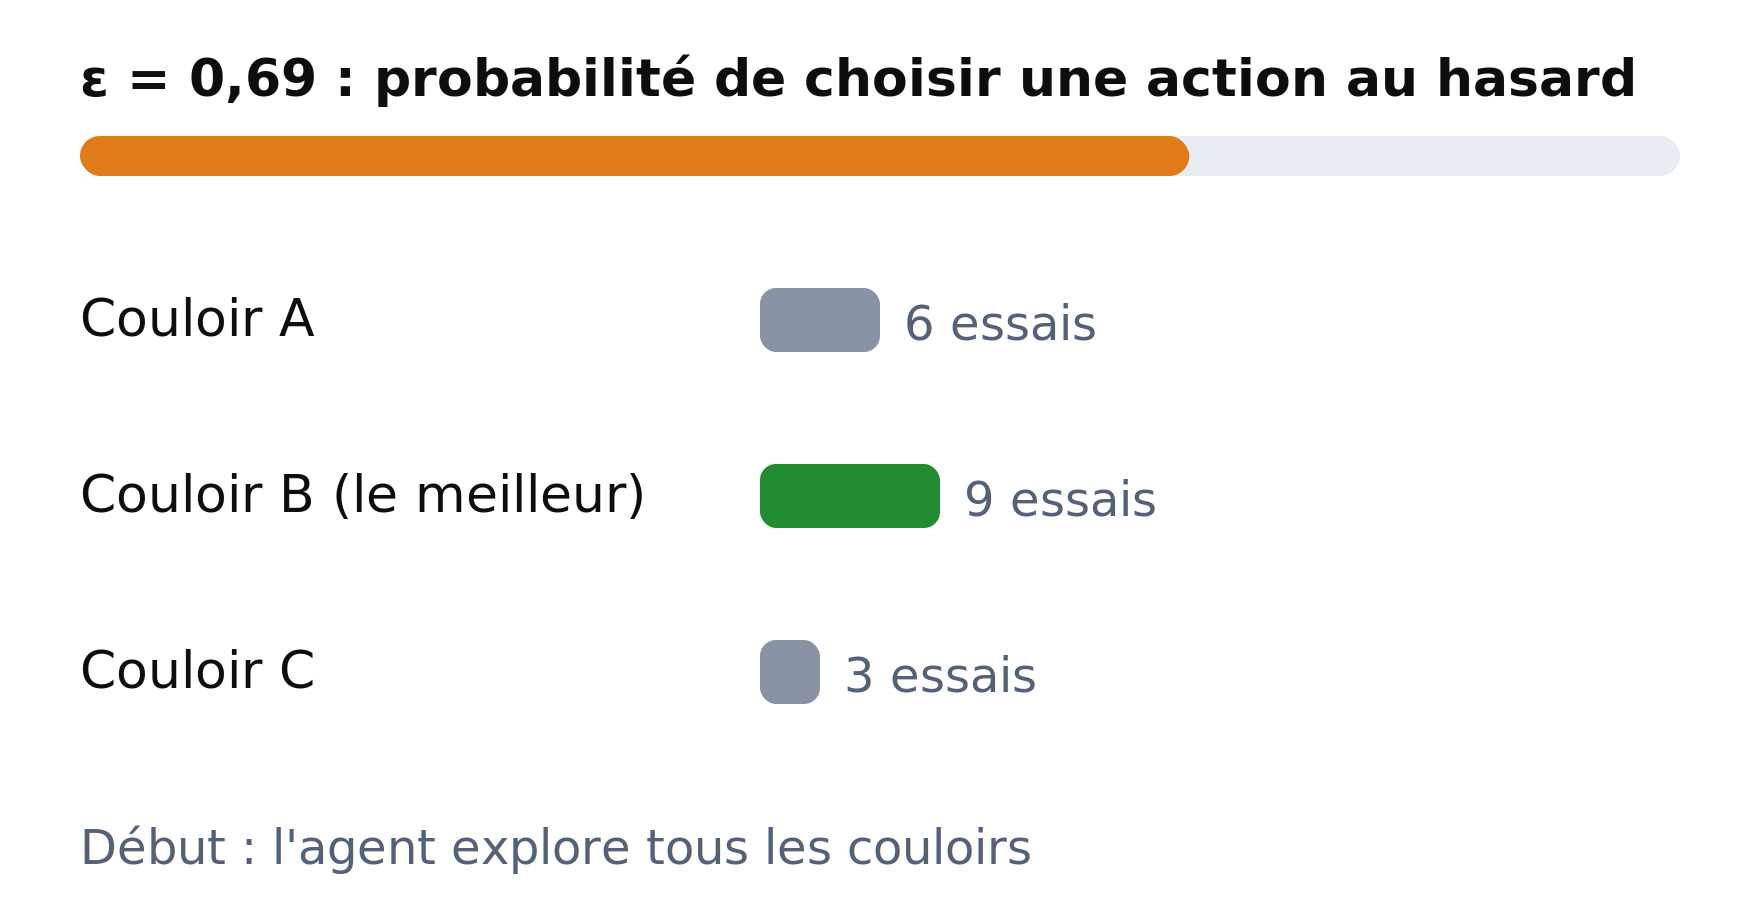 ε = 0,69 : probabilité de choisir une action au hasard
Couloir A
6 essais
Couloir B (le meilleur)
9 essais
Couloir C
3 essais
Début : l'agent explore tous les couloirs